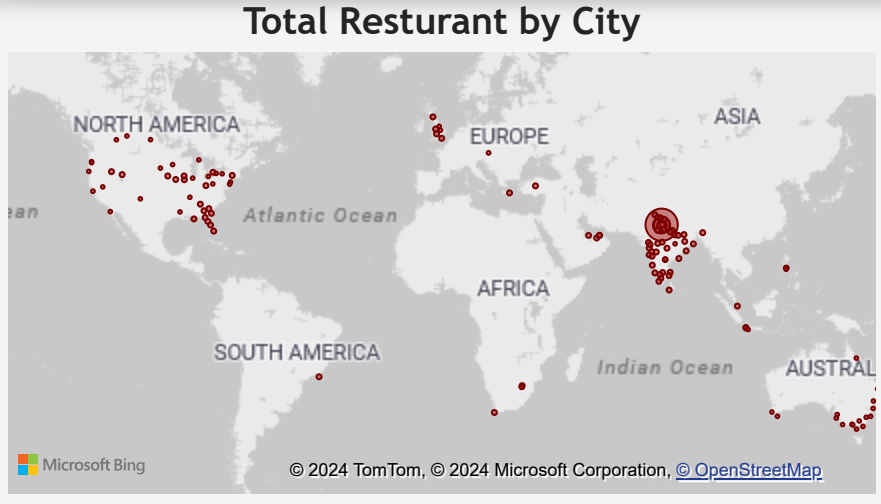 Total Resturant by City
NORTH AMERICA
ASIA
EUROPE
ean
Atlantic Ocean
AFRICA
SOUTH AMERICA
Indian Ocean
AUSTRAL
Microsoft Bing
© 2024 TomTom, © 2024 Microsoft Corporation, © OpenStreetMap